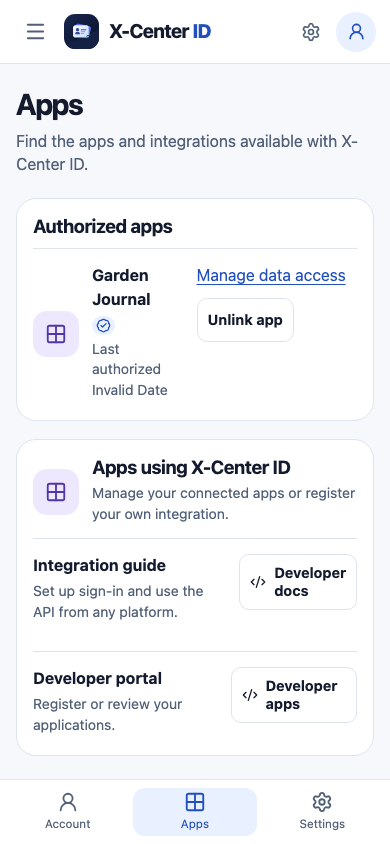 X-Center ID
Apps
Find the apps and integrations available with X-
Center ID.
Authorized apps
Garden
Journal
Last
authorized
Invalid Date
Manage data access
Unlink app
Apps using X-Center ID
Manage your connected apps or register
your own integration.
Integration guide
Set up sign-in and use the
API from any platform.
Developer
docs
Developer portal
Register or review your
applications.
Developer
apps
Account
Apps
Settings